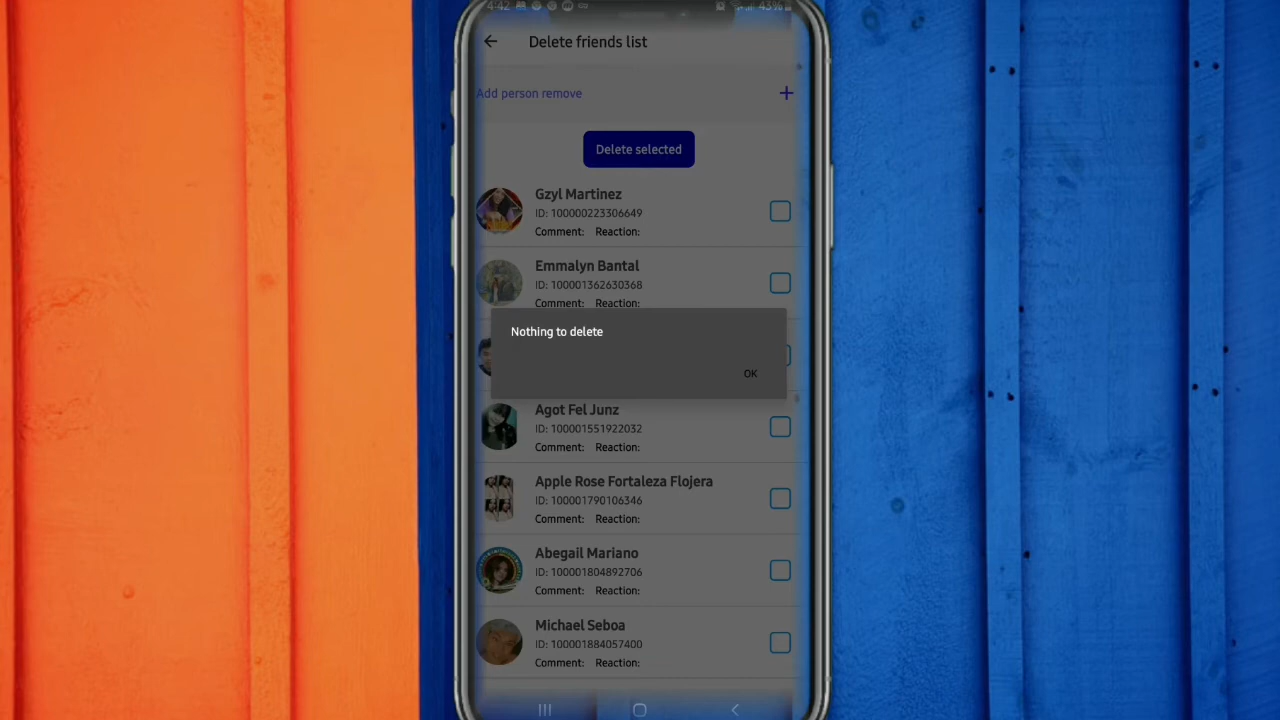 4:42
43%
Delete friends list
Add person remove
+
Delete selected
Gzyl Martinez
ID: 100000223306649
Comment: Reaction:
Emmalyn Bantal
ID: 100001362630368
Comment: Reaction:
Nothing to delete
OK
Agot Fel Junz
ID: 100001551922032
Comment: Reaction:
Apple Rose Fortaleza Flojera
ID: 100001790106346
Comment: Reaction:
Abegail Mariano
ID: 100001804892706
Comment: Reaction:
Michael Seboa
ID: 100001884057400
Comment: Reaction: